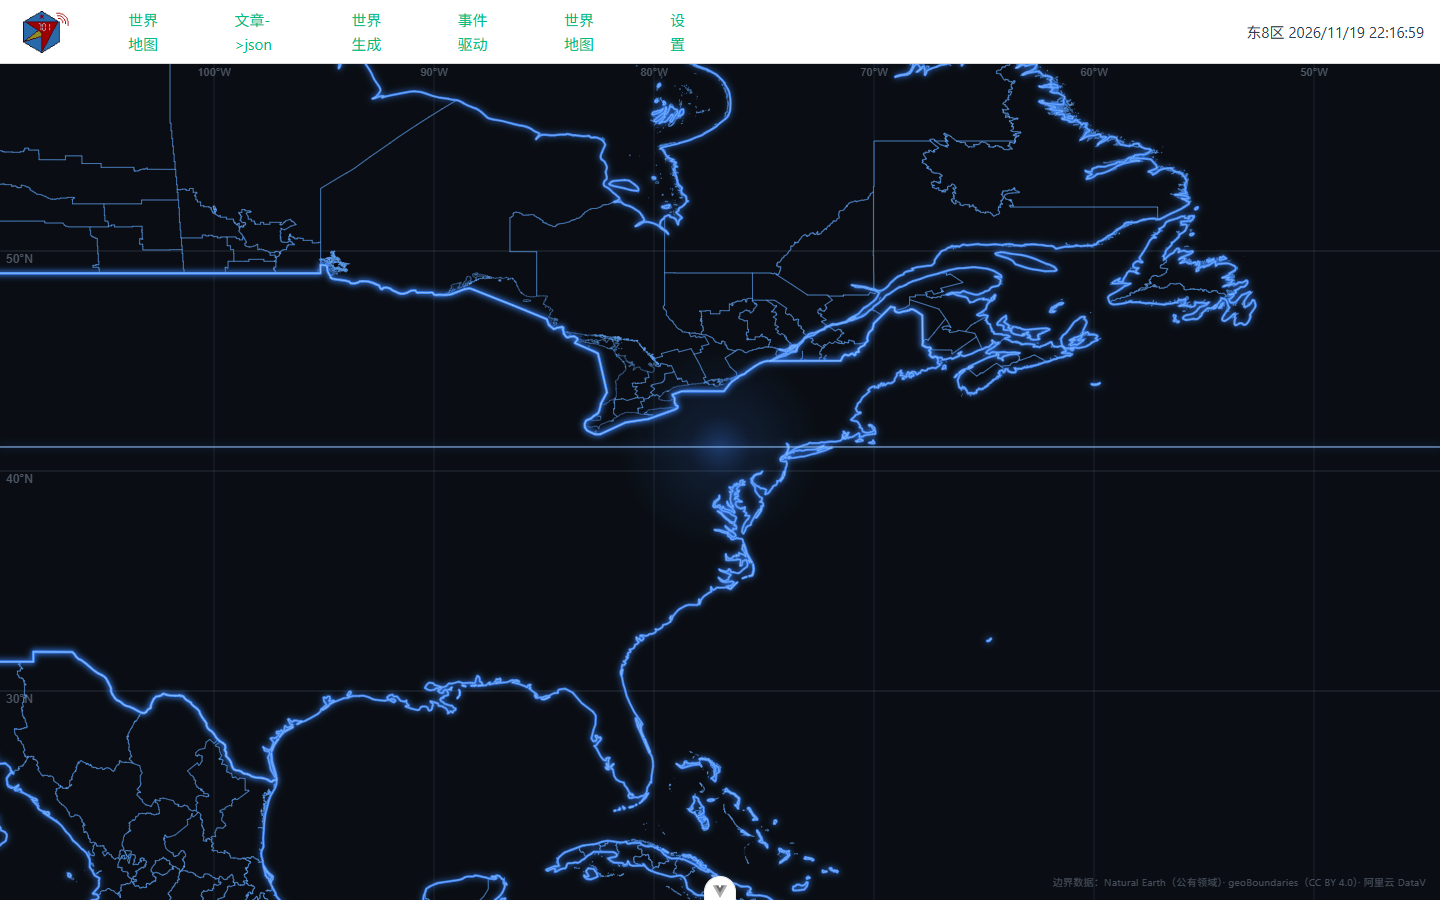 世界
地图
文章-
>json
世界
生成
事件
驱动
世界
地图
设
置
东8区 2026/11/19 22:16:59
100°W
90°W
80°W
70°W
60°W
50°W
50°N
40°N
30°N
边界数据：Natural Earth（公有领域）· geoBoundaries（CC BY 4.0）· 阿里云 DataV